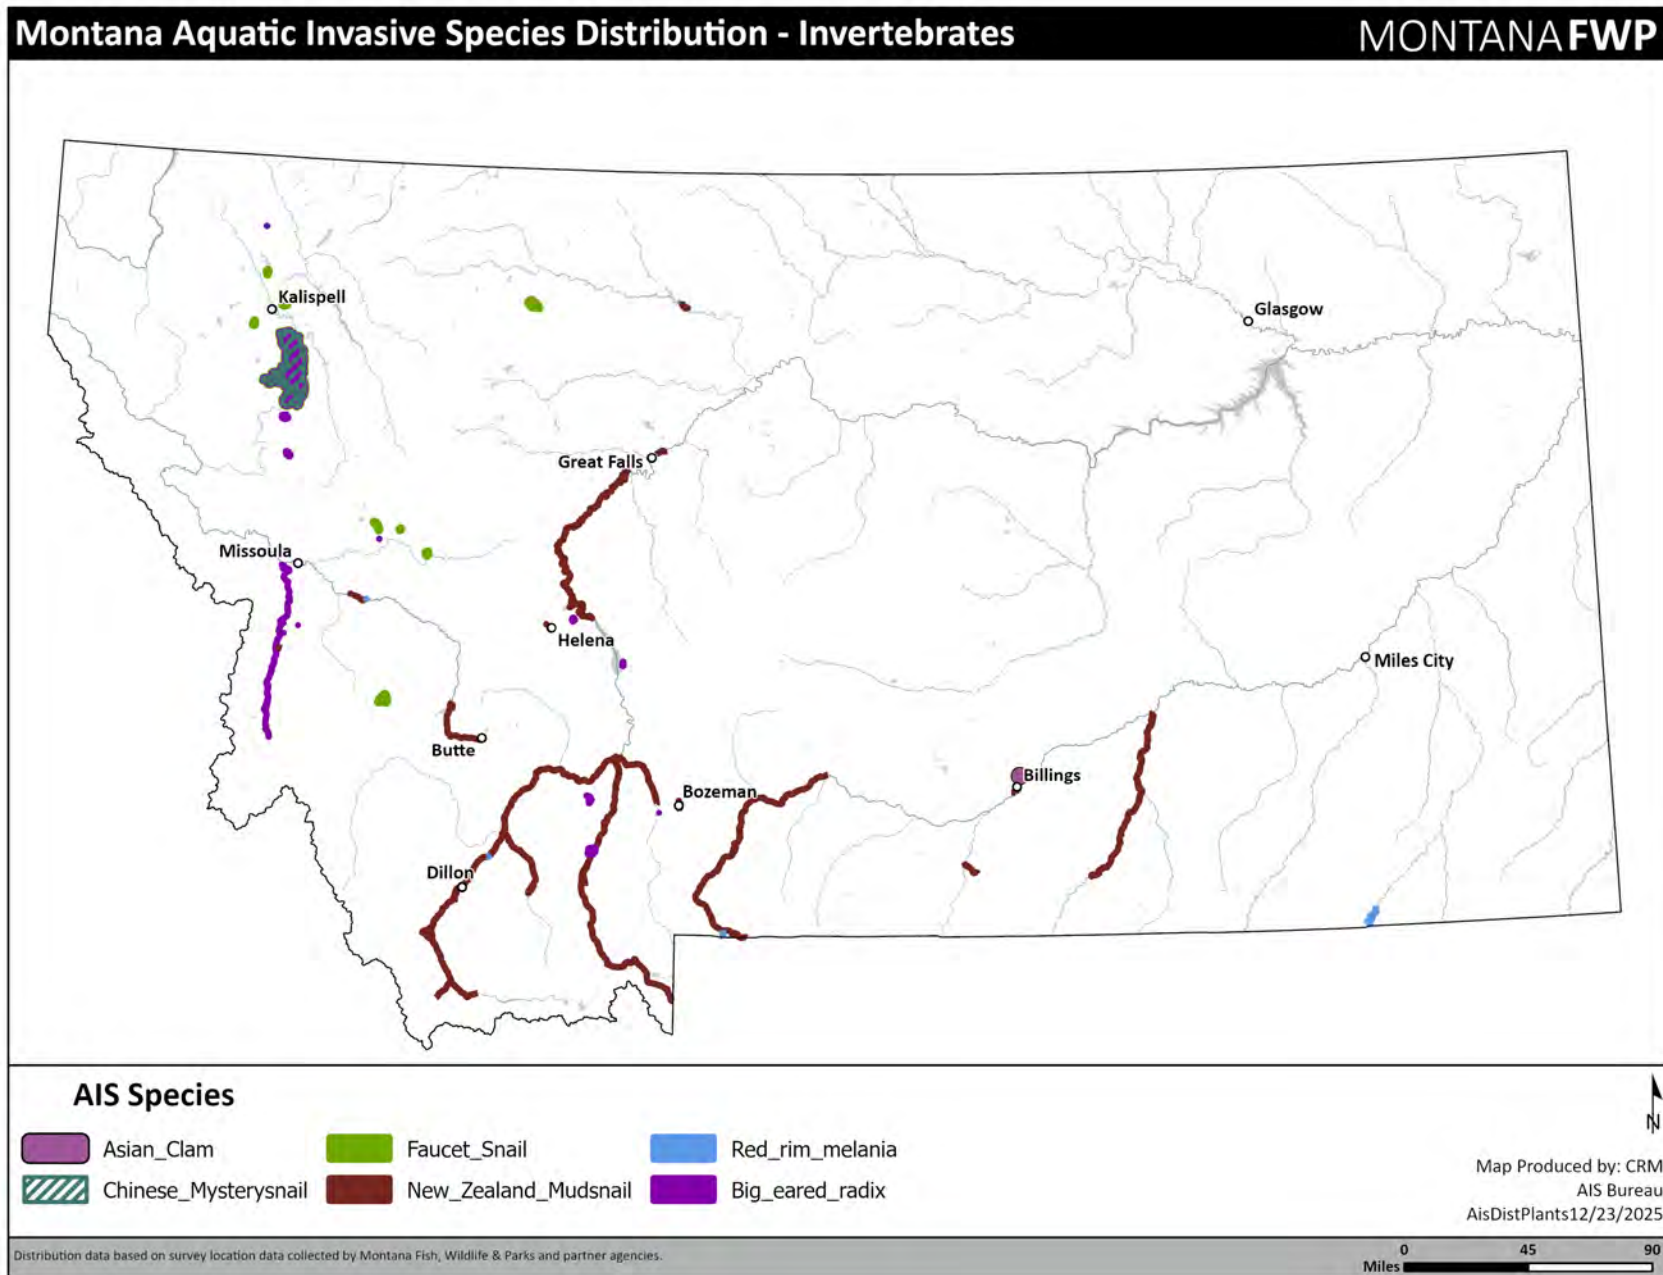 Montana Aquatic Invasive Species Distribution - Invertebrates
MONTANA FWP
Kalispell
Glasgow
Great Falls
Missoula
Helena
Miles City
Butte
Billings
Bozeman
Dillon
AIS Species
Asian_Clam
Faucet_Snail
Red_rim_melania
Chinese_Mysterysnail
New_Zealand_Mudsnail
Big_eared_radix
N
Map Produced by: CRM
AIS Bureau
AisDistPlants12/23/2025
Distribution data based on survey location data collected by Montana Fish, Wildlife & Parks and partner agencies.
0 45 90
Miles